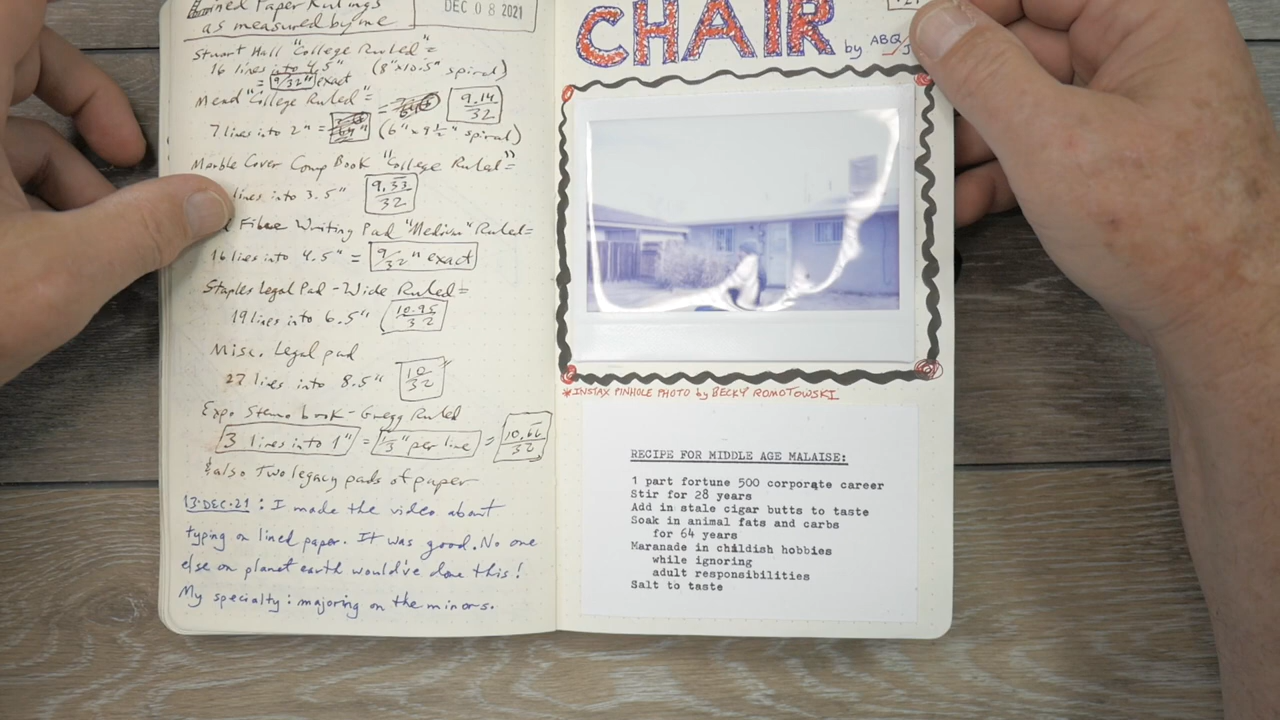 Lined Paper Rulings
as measured by me
DEC 08 2021
Stuart Hall "College Ruled" =
16 lines into 4.5" (8"x10.5" spiral)
= 9/32" exact
Mead "College Ruled" =
7 lines into 2" = = 9.14/32
(6"x9½" spiral)
Marble Cover Comp Book "College Ruled" =
lines into 3.5" 9.33/32
Fibee Writing Pad "Medium" Ruled =
16 lies into 4.5" = 9/32" exact
Staples Legal Pad - Wide Ruled =
19 lines into 6.5" 10.95/32
Misc. Legal pad
27 lines into 8.5" 10/32
Expo Steno book - Gregg Ruled
3 lines into 1" = 1/3" per line = 10.66/32
& also Two legacy pads of paper
13·DEC·21: I made the video about
typing on lined paper. It was good. No one
else on planet earth would've done this!
My specialty: majoring on the minors.
CHAIR
by ABQ
*INSTAX PINHOLE PHOTO by BECKY ROMOTOWSKI
RECIPE FOR MIDDLE AGE MALAISE:
1 part fortune 500 corporate career
Stir for 28 years
Add in stale cigar butts to taste
Soak in animal fats and carbs
for 64 years
Maranade in childish hobbies
while ignoring
adult responsibilities
Salt to taste